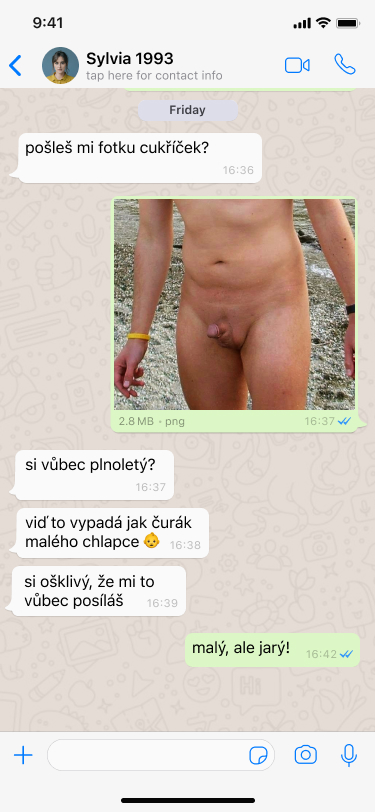 9:41
Sylvia 1993
tap here for contact info
Friday
pošleš mi fotku cukříček?
16:36
2.8 MB · png
16:37
si vůbec plnoletý?
16:37
viď to vypadá jak čurák
malého chlapce 👶
16:38
si ošklivý, že mi to
vůbec posíláš
16:39
malý, ale jarý!
16:42